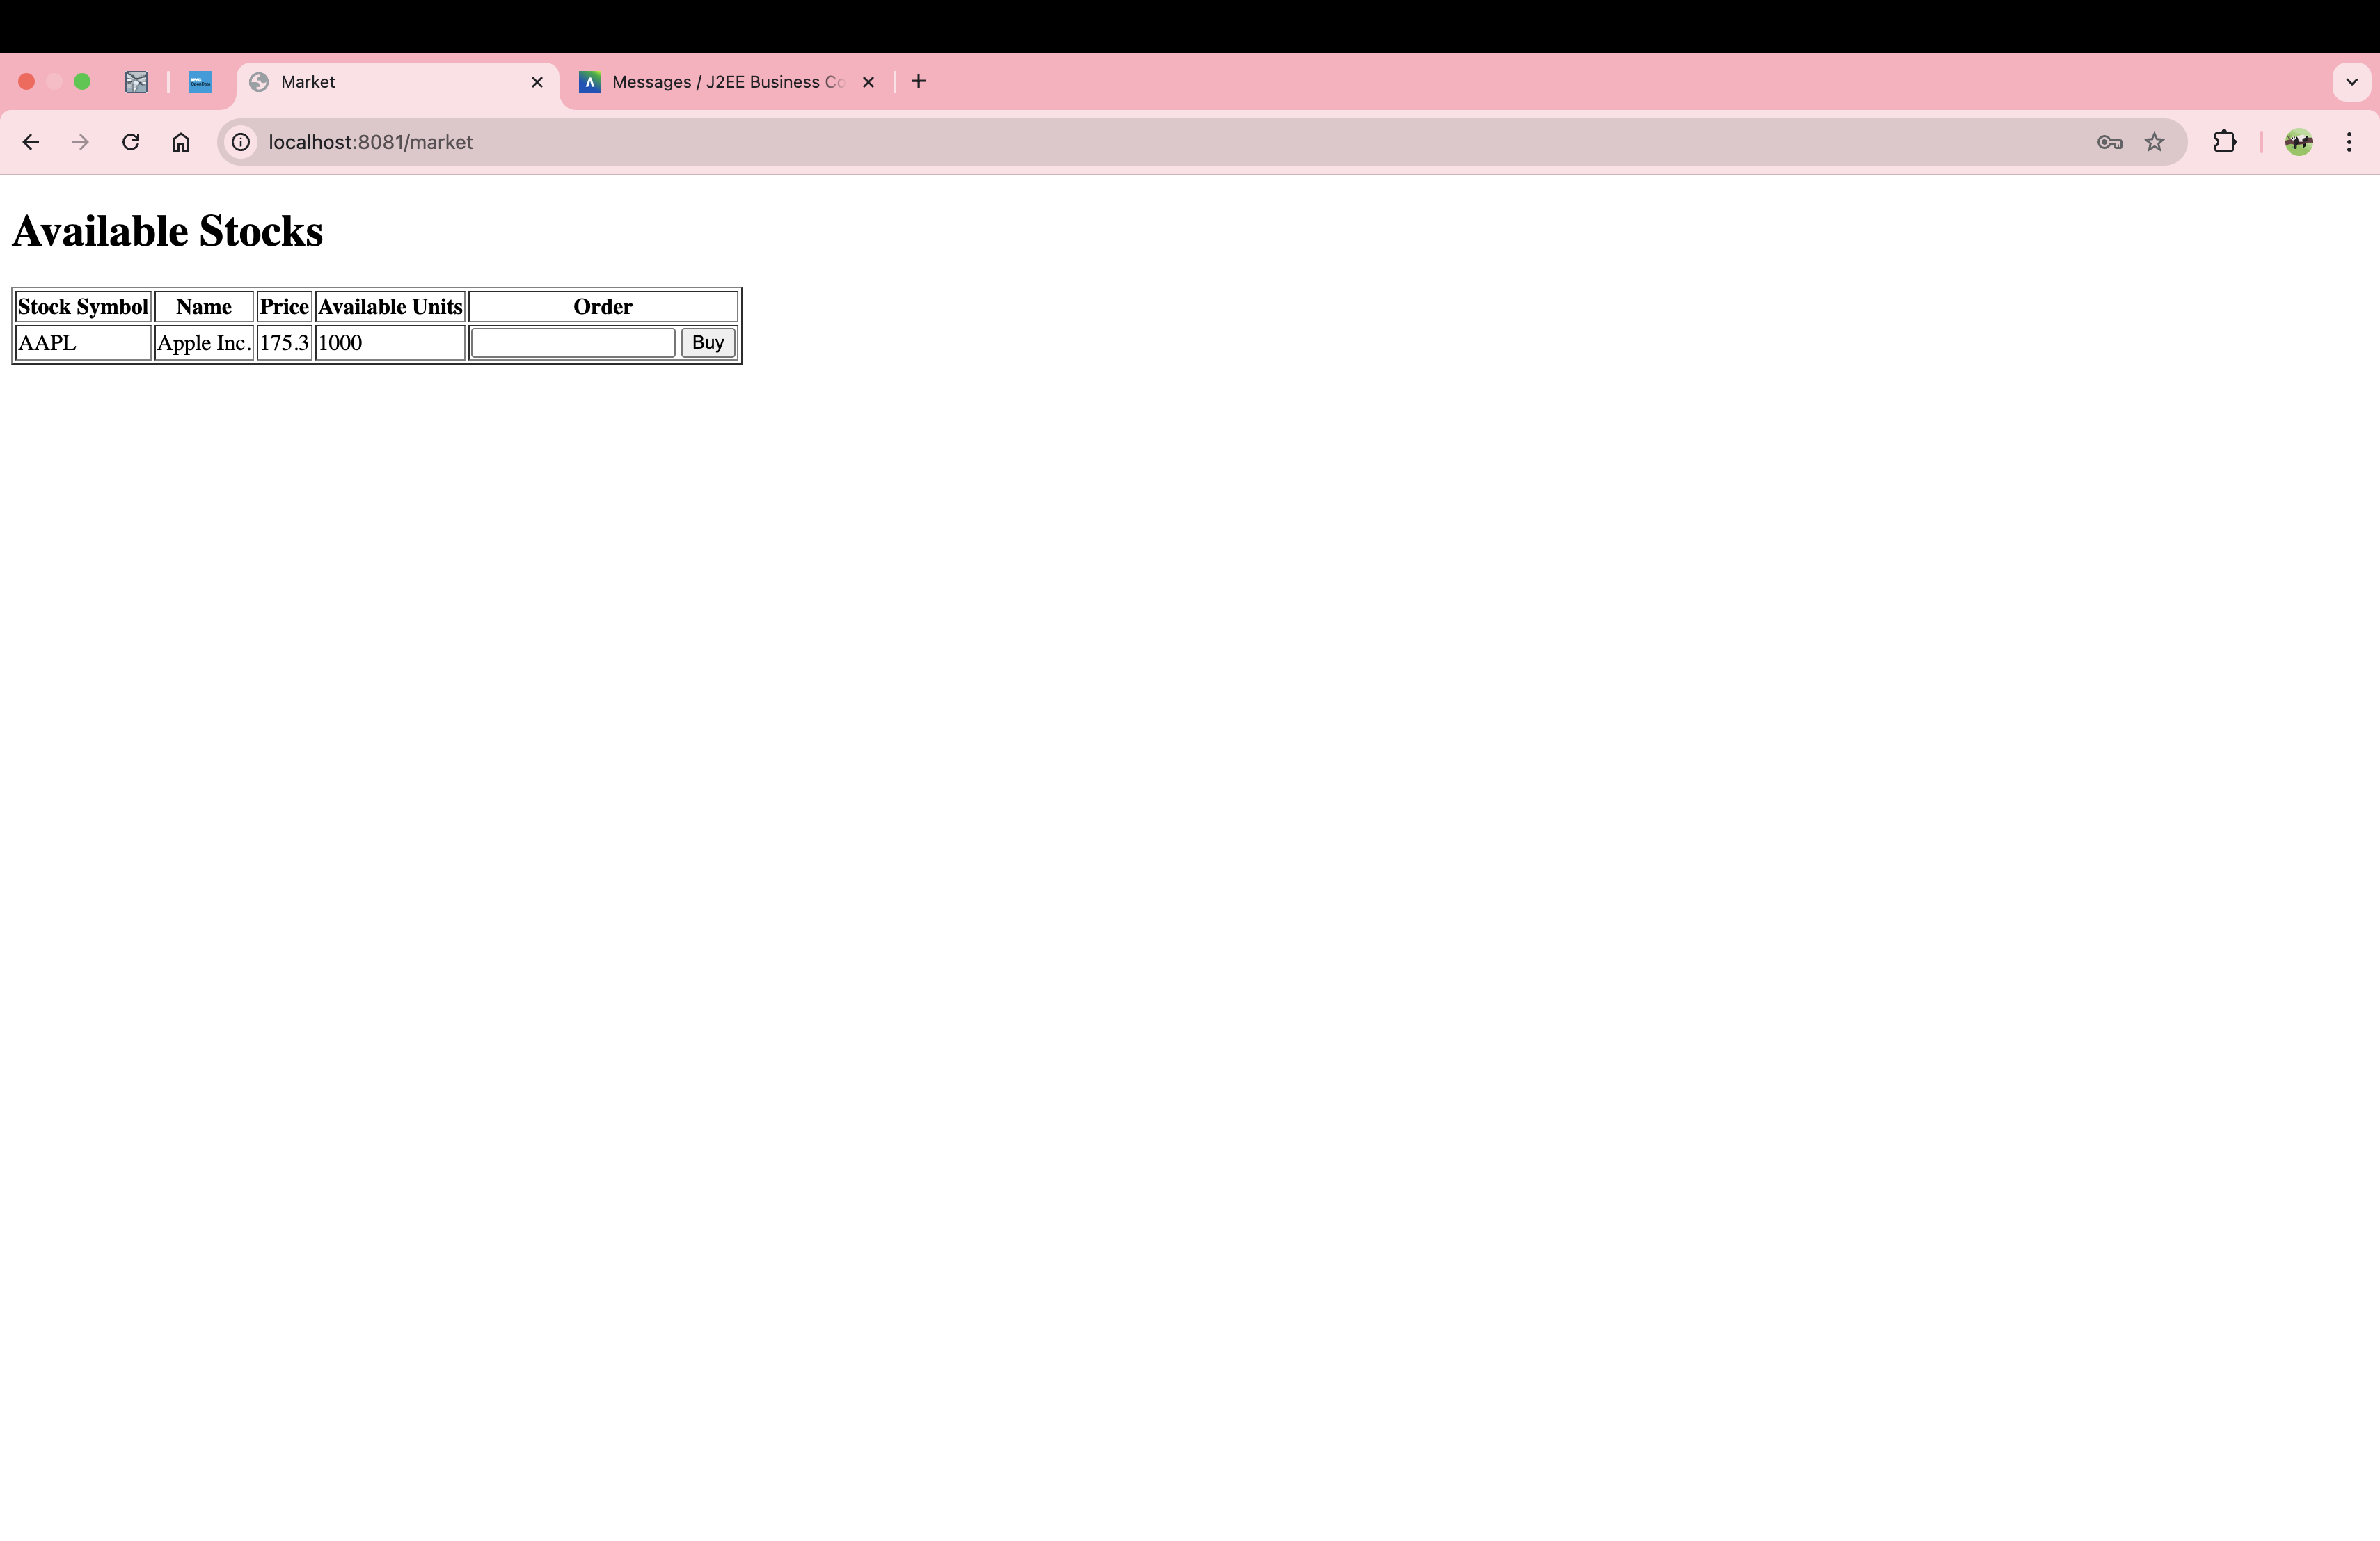 Market
Messages / J2EE Business Co
localhost:8081/market
Available Stocks
Stock Symbol Name Price Available Units Order
AAPL Apple Inc. 175.3 1000 Buy